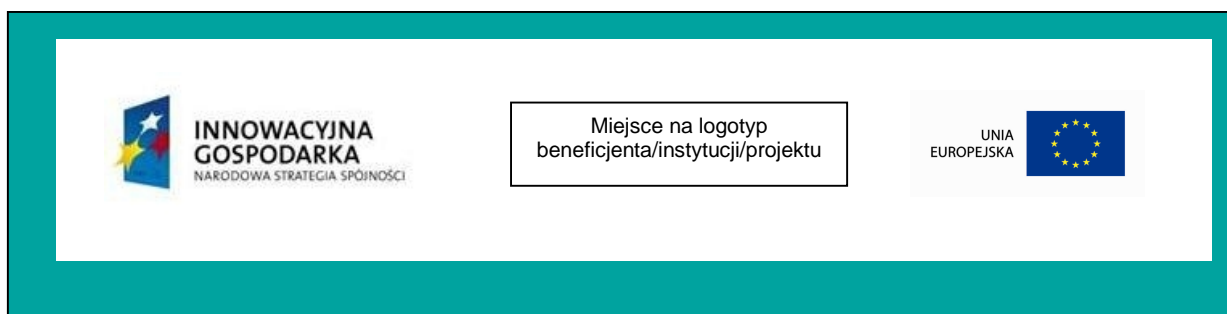 INNOWACYJNA
GOSPODARKA
NARODOWA STRATEGIA SPÓJNOŚCI
Miejsce na logotyp
beneficjenta/instytucji/projektu
UNIA
EUROPEJSKA